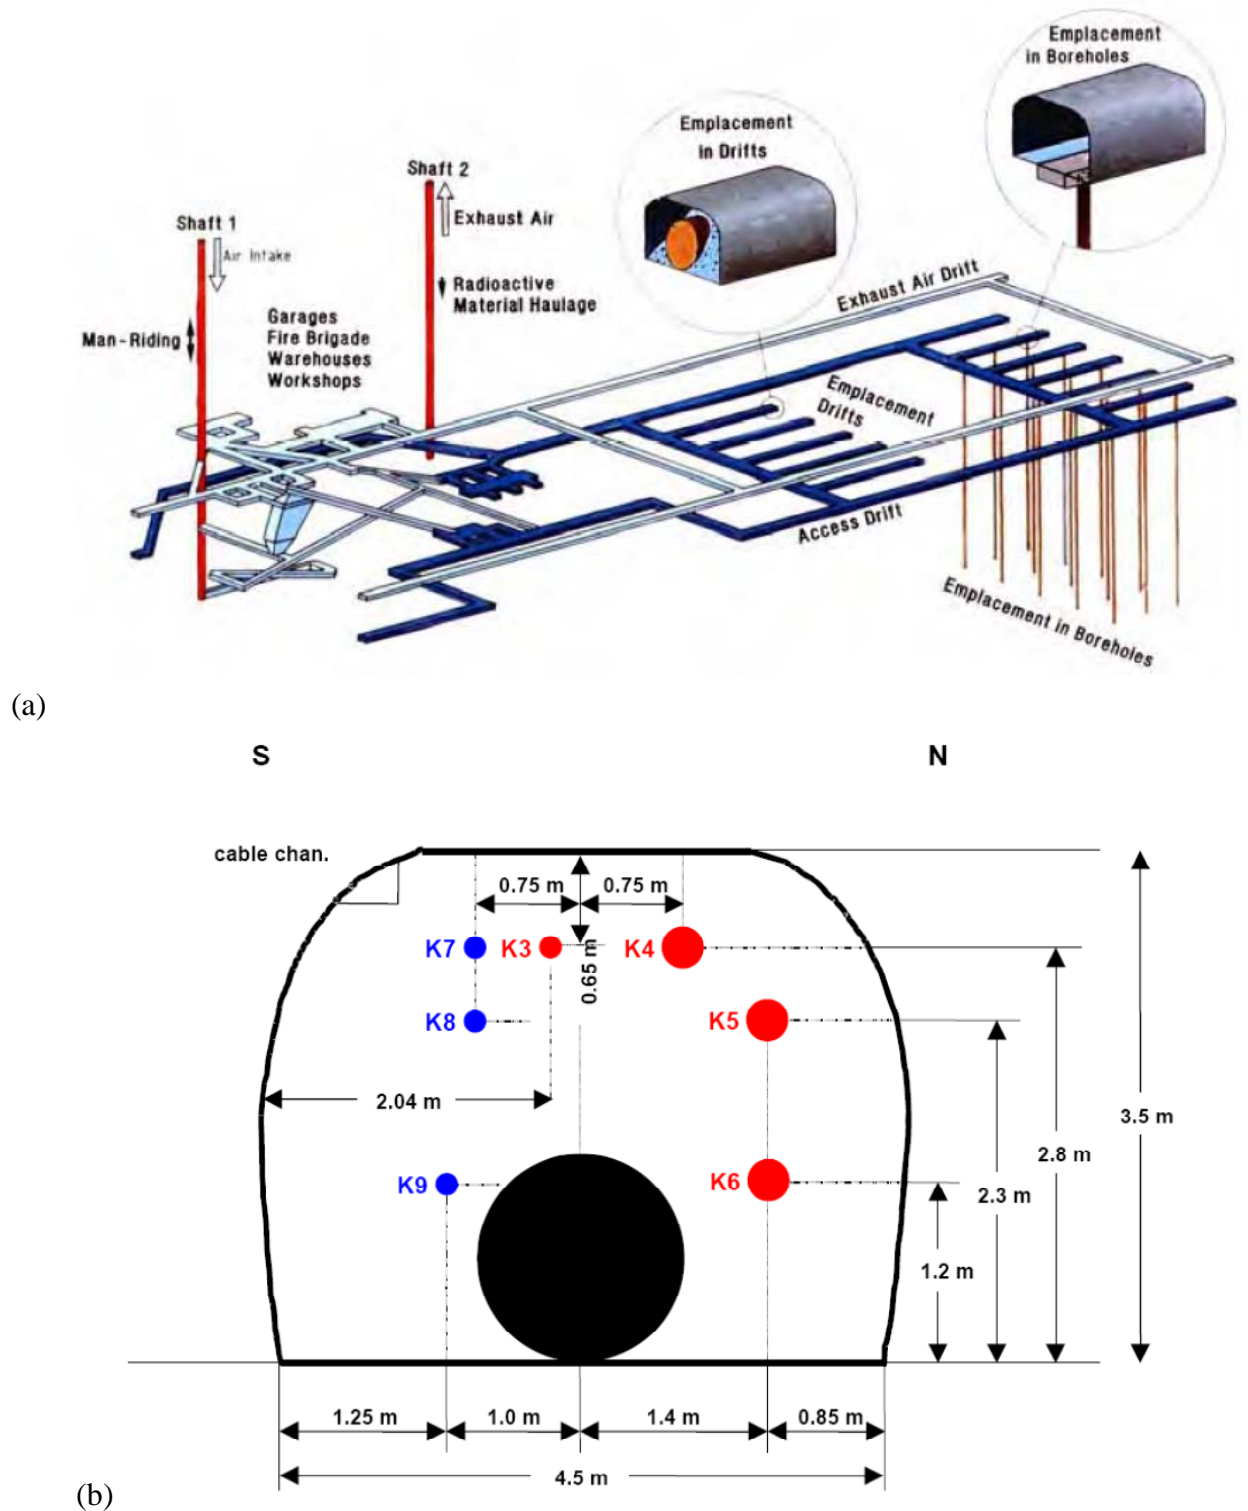 Emplacement
in Boreholes
Emplacement
in Drifts
Shaft 2
Exhaust Air
Shaft 1
Air Intake
Radioactive
Material Haulage
Man-Riding
Garages
Fire Brigade
Warehouses
Workshops
Exhaust Air Drift
Emplacement
Drifts
Access Drift
Emplacement in Boreholes
(a)
S
N
cable chan.
0.75 m
0.75 m
K7
K3
0.65 m
K4
K8
K5
2.04 m
3.5 m
2.8 m
K9
K6
2.3 m
1.2 m
1.25 m
1.0 m
1.4 m
0.85 m
4.5 m
(b)